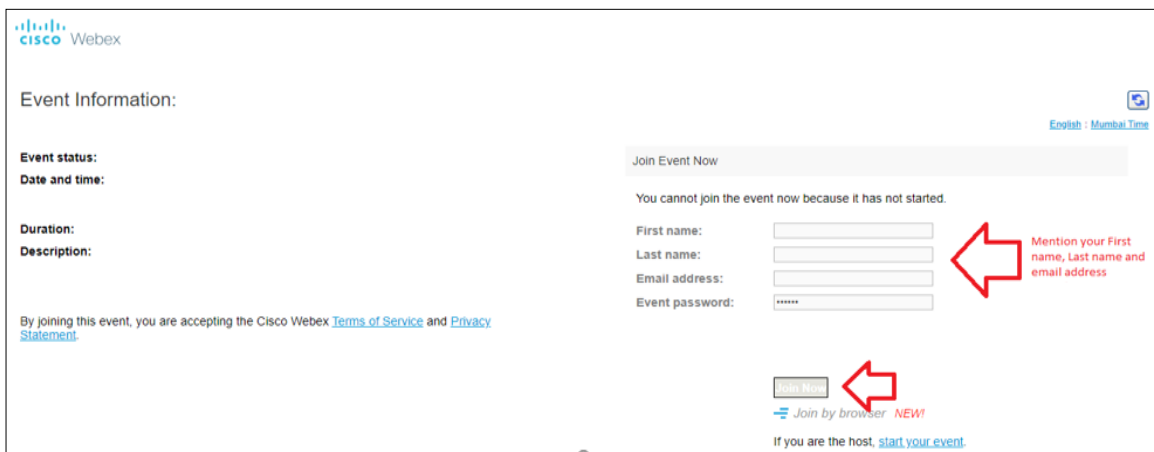 CISCO Webex
Event Information:
English : Mumbai Time
Event status:
Date and time:
Duration:
Description:
By joining this event, you are accepting the Cisco Webex Terms of Service and Privacy
Statement.
Join Event Now
You cannot join the event now because it has not started.
First name:
Last name:
Email address:
Event password: ••••••
Mention your First
name, Last name and
email address
Join Now
Join by browser NEW!
If you are the host, start your event.